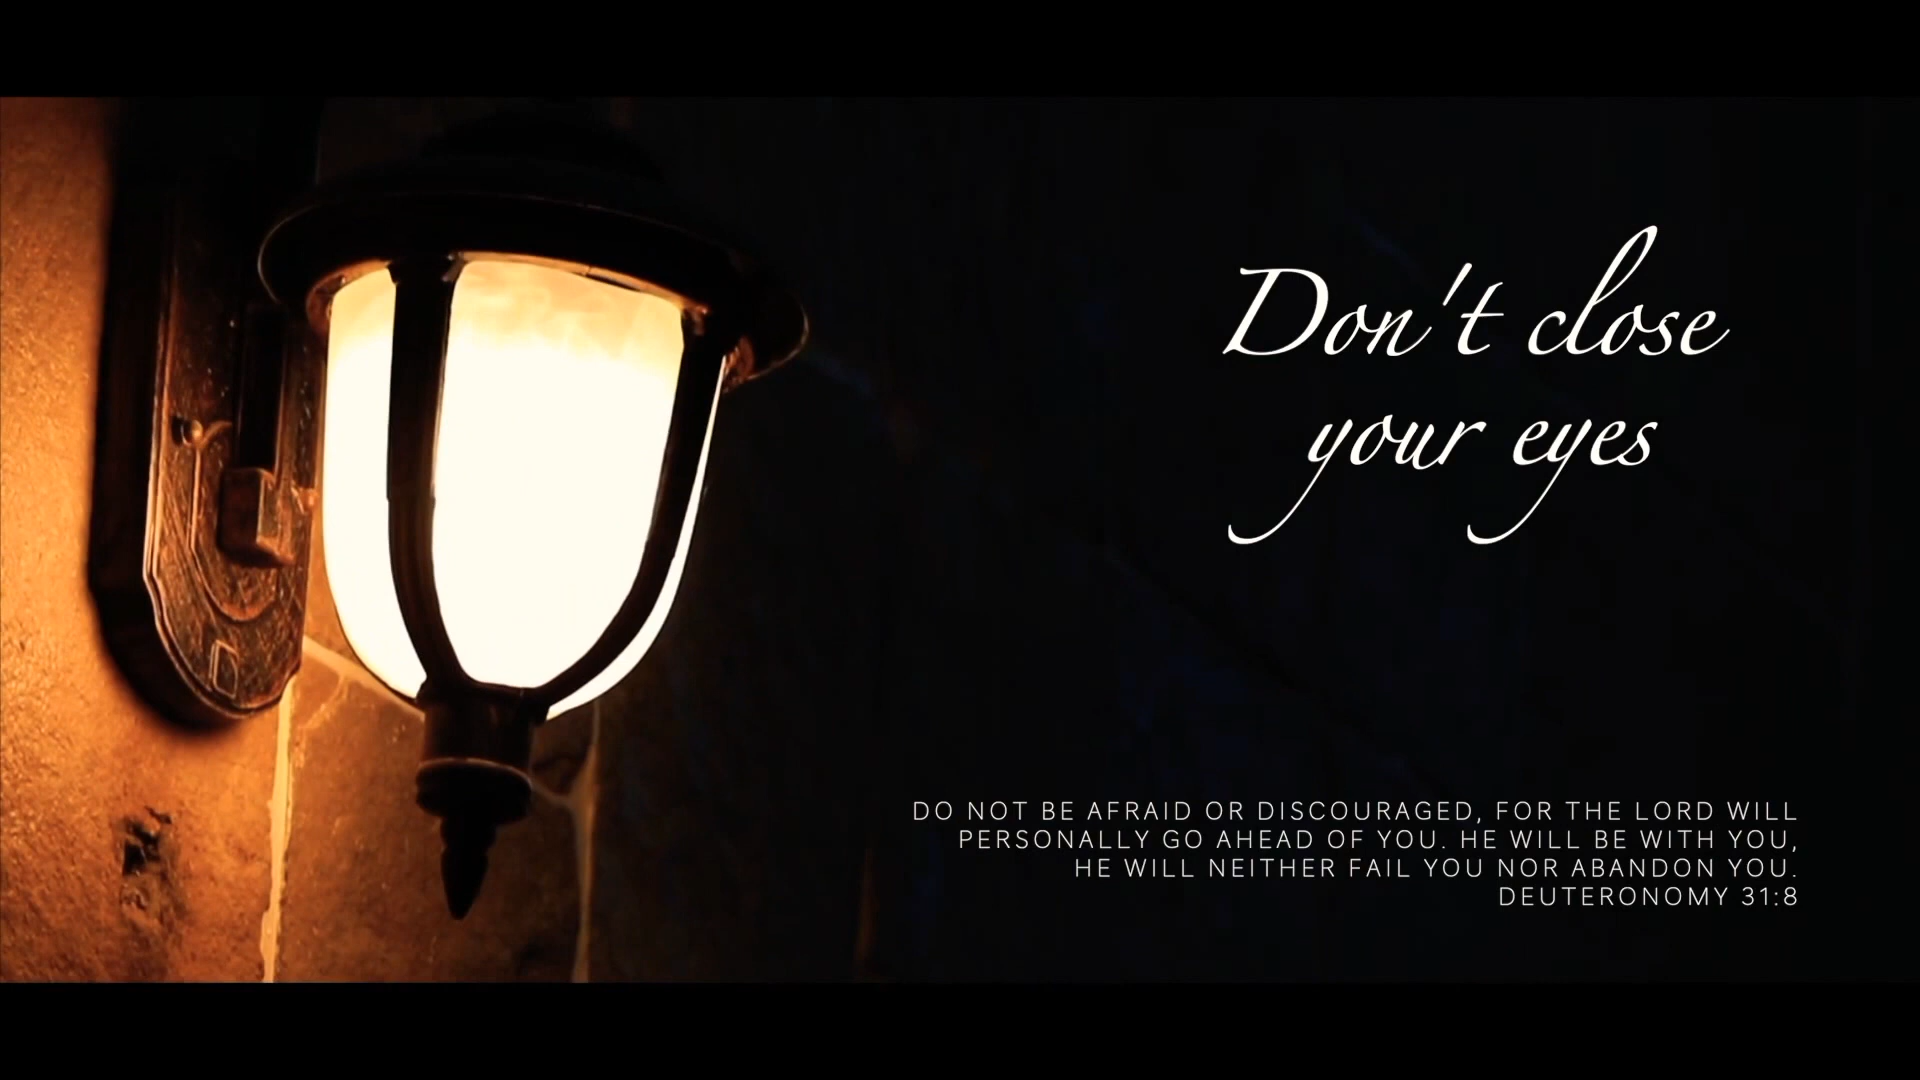 Don't close
your eyes
DO NOT BE AFRAID OR DISCOURAGED, FOR THE LORD WILL
PERSONALLY GO AHEAD OF YOU. HE WILL BE WITH YOU,
HE WILL NEITHER FAIL YOU NOR ABANDON YOU.
DEUTERONOMY 31:8